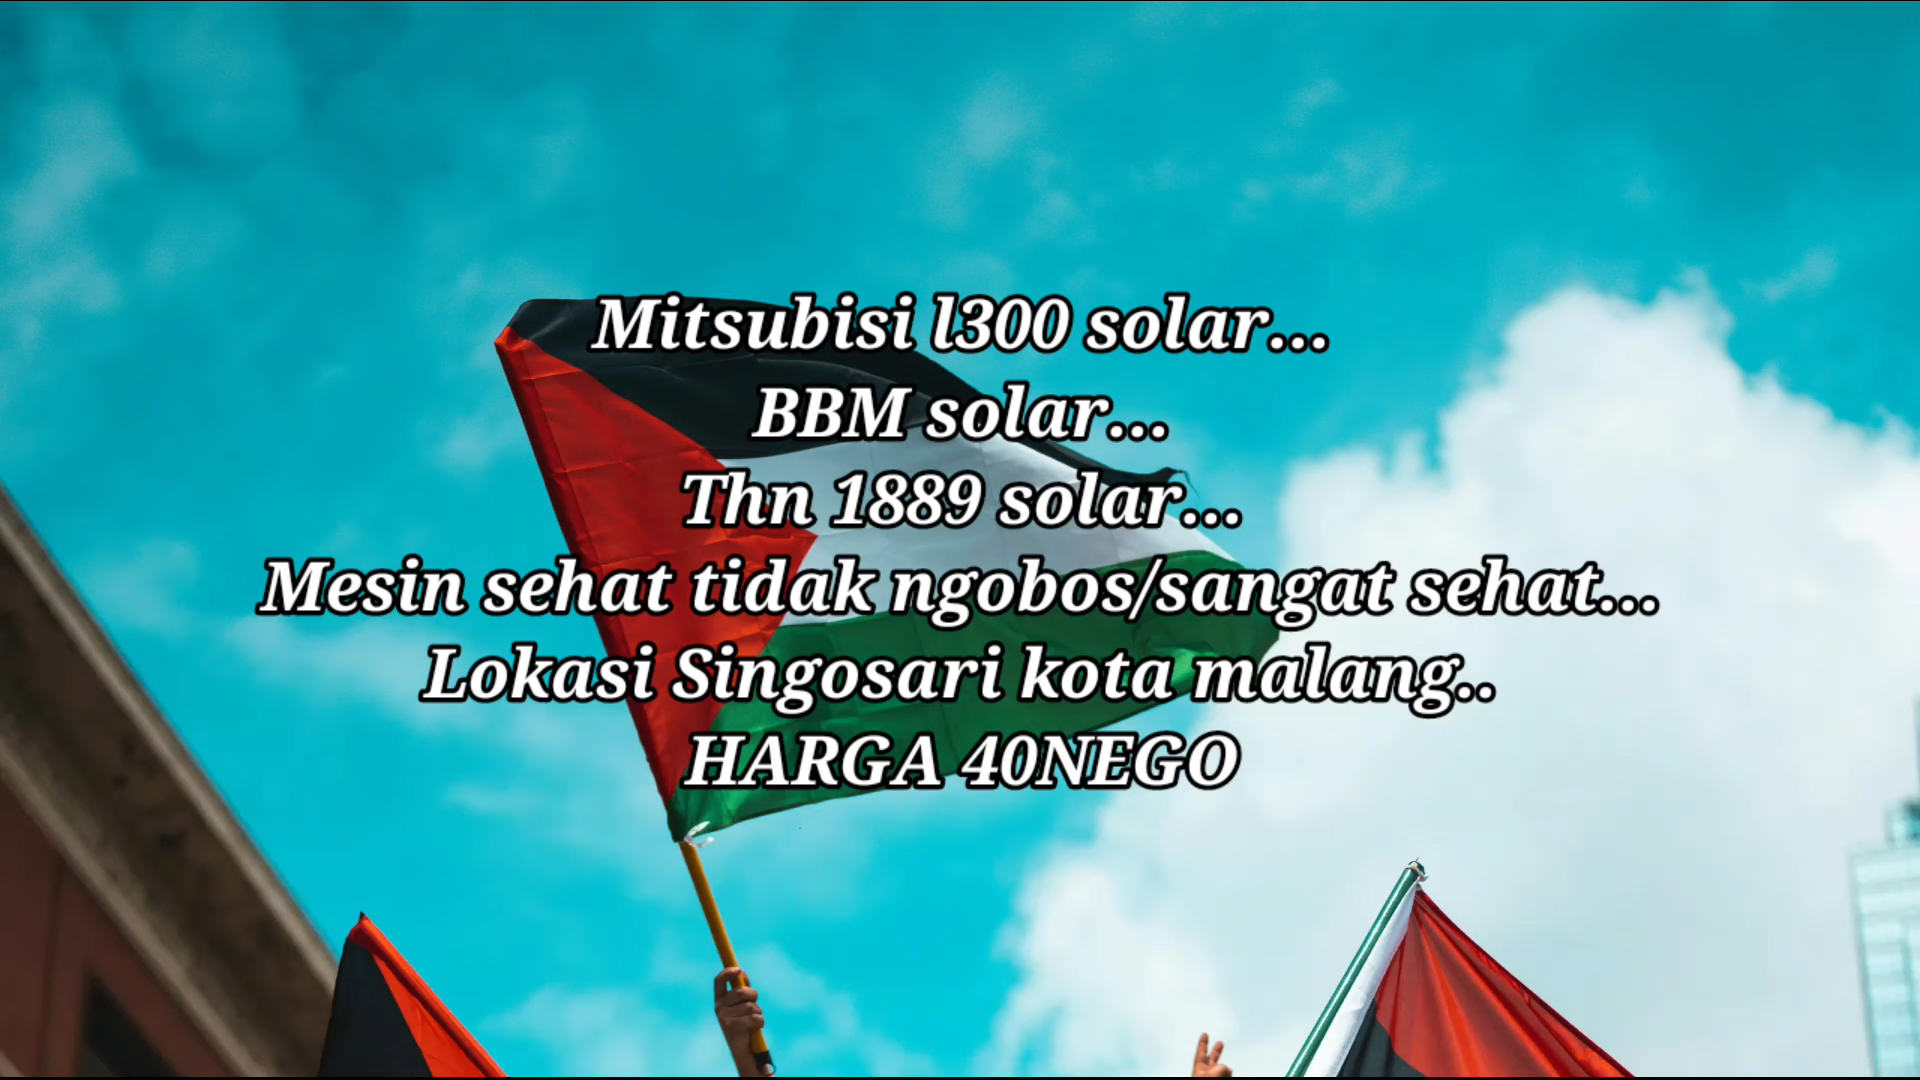 Mitsubisi l300 solar...
BBM solar...
Thn 1889 solar...
Mesin sehat tidak ngobos/sangat sehat...
Lokasi Singosari kota malang..
HARGA 40NEGO